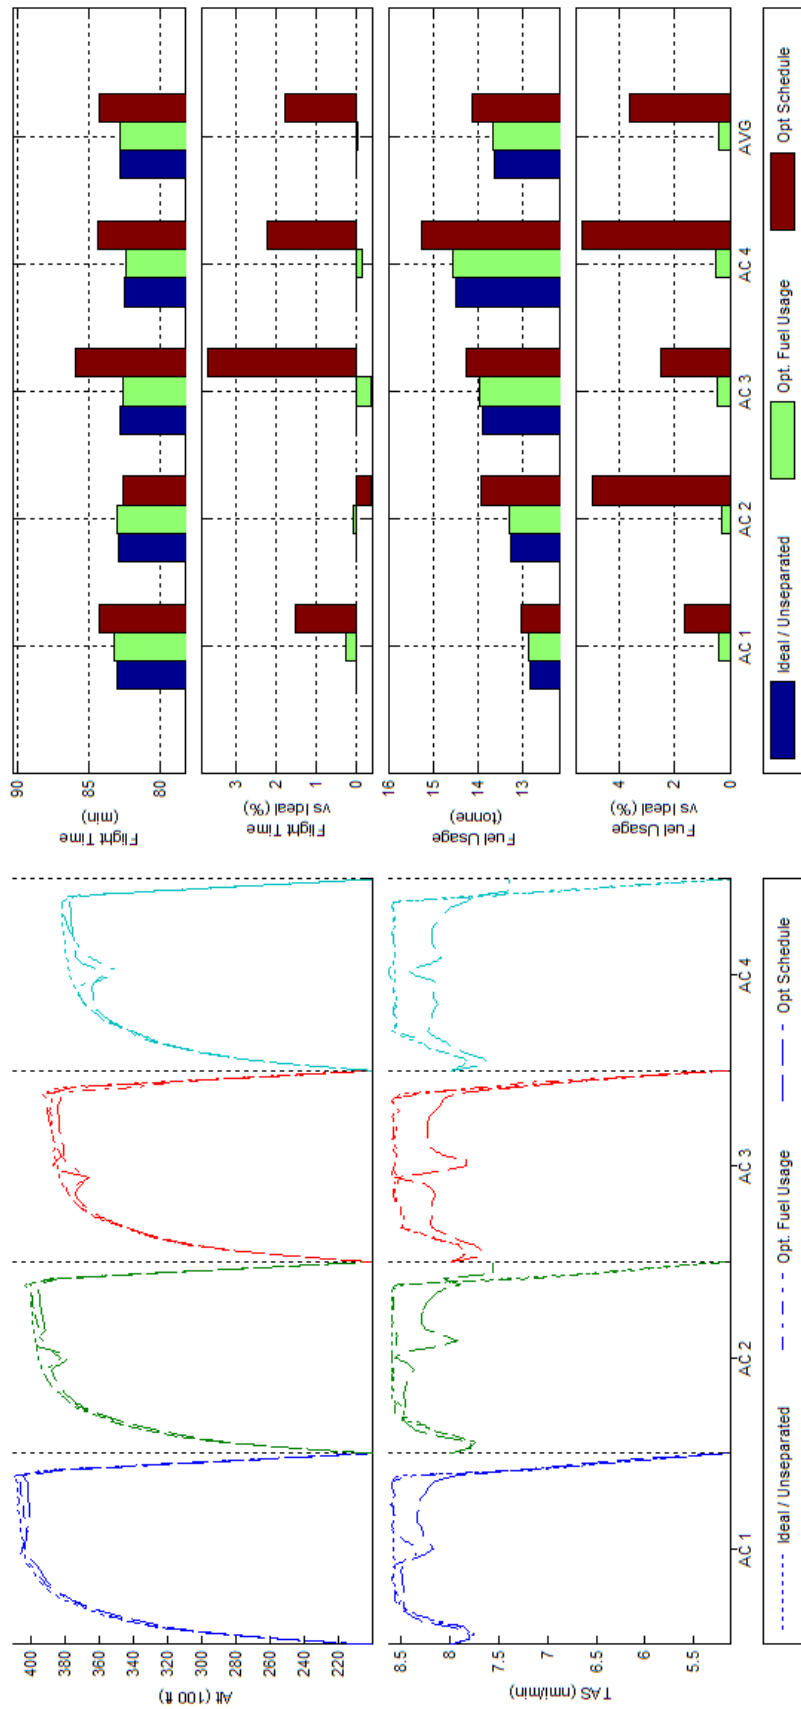 400
380
360
340
320
300
280
260
240
220
Alt (100 ft)
8.5
8
7.5
7
6.5
6
5.5
TAS (nmi/min)
AC 1
AC 2
AC 3
AC 4
Ideal / Unseparated
Opt. Fuel Usage
Opt Schedule
90
85
80
Flight Time
(min)
3
2
1
0
Flight Time
vs Ideal (%)
16
15
14
13
Fuel Usage
(tonne)
4
2
0
Fuel Usage
vs Ideal (%)
AC 1
AC 2
AC 3
AC 4
AVG
Ideal / Unseparated
Opt. Fuel Usage
Opt Schedule